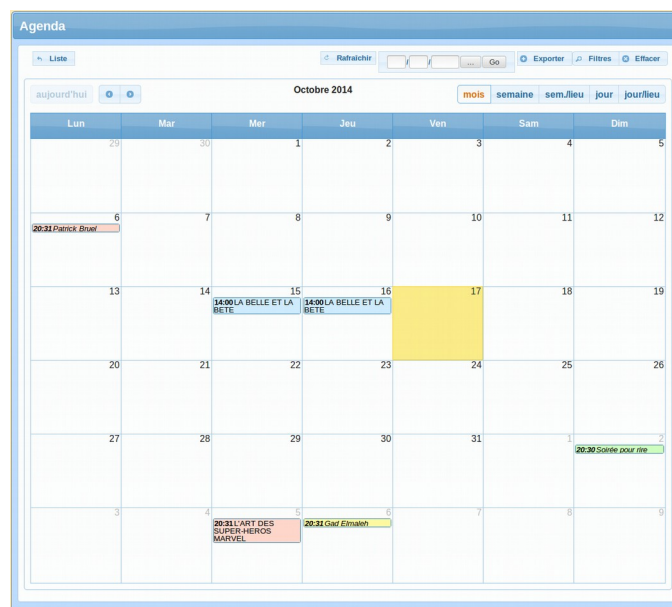 Agenda
Liste
Rafraîchir
/ / ... Go
Exporter
Filtres
Effacer
aujourd'hui
Octobre 2014
mois semaine sem./lieu jour jour/lieu
Lun Mar Mer Jeu Ven Sam Dim
29 30 1 2 3 4 5
6 7 8 9 10 11 12
20:31 Patrick Bruel
13 14 15 16 17 18 19
14:00 LA BELLE ET LA
BETE
14:00 LA BELLE ET LA
BETE
20 21 22 23 24 25 26
27 28 29 30 31 1 2
20:30 Soirée pour rire
3 4 5 6 7 8 9
20:31 L'ART DES
SUPER-HEROS
MARVEL
20:31 Gad Elmaleh